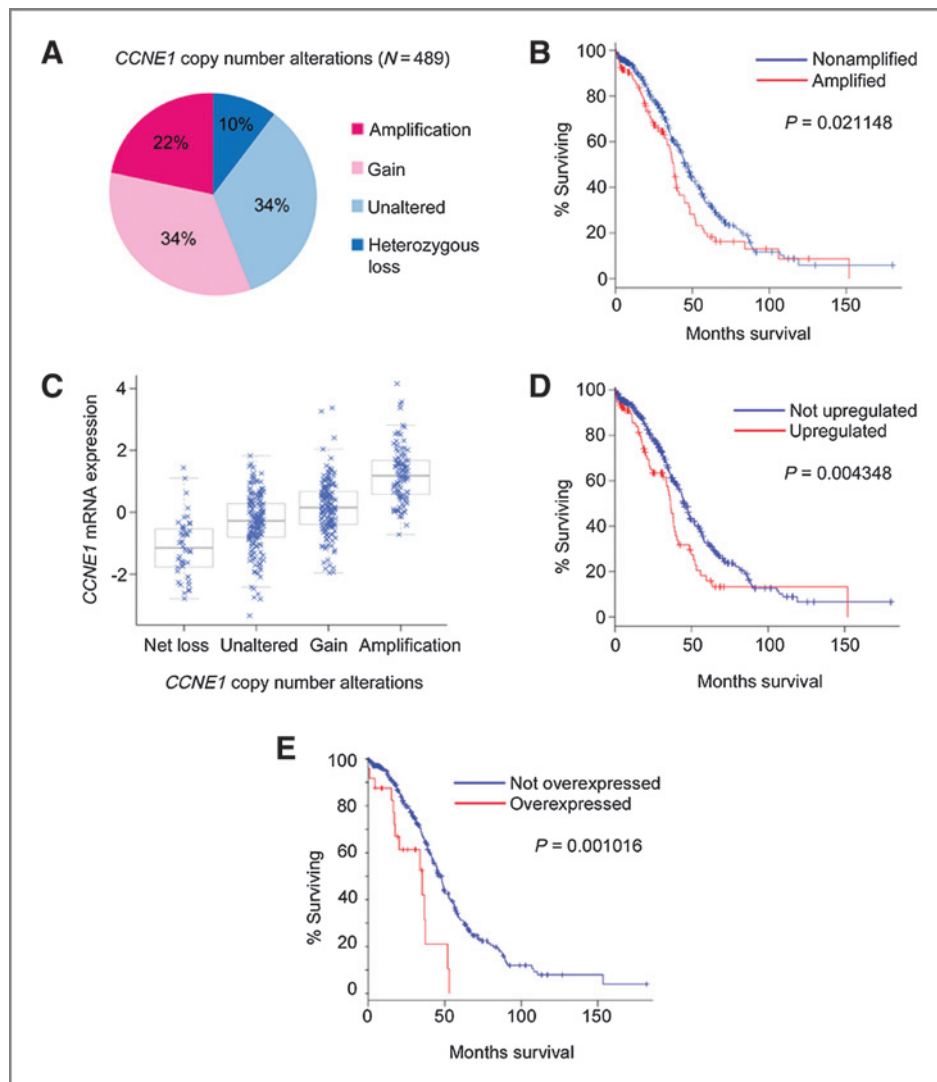 A
CCNE1 copy number alterations (N = 489)
10%
22%
34%
34%
Amplification
Gain
Unaltered
Heterozygous
loss
B
100
80
60
40
20
0
% Surviving
Nonamplified
Amplified
P = 0.021148
0 50 100 150
Months survival
C
4
2
0
-2
CCNE1 mRNA expression
Net loss Unaltered Gain Amplification
CCNE1 copy number alterations
D
100
80
60
40
20
0
% Surviving
Not upregulated
Upregulated
P = 0.004348
0 50 100 150
Months survival
E
100
80
60
40
20
0
% Surviving
Not overexpressed
Overexpressed
P = 0.001016
0 50 100 150
Months survival